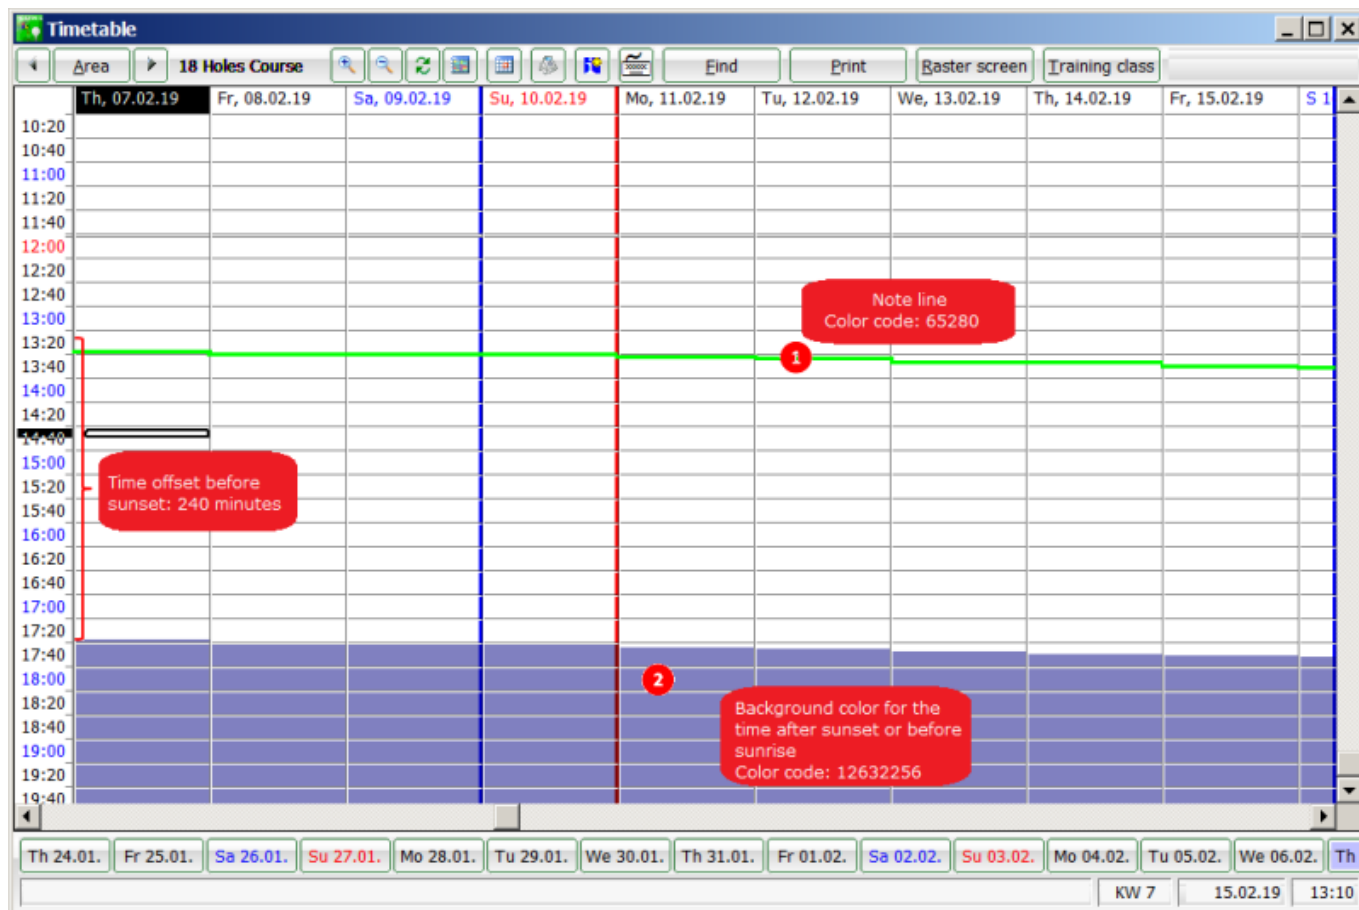 Timetable
Area 18 Holes Course Find Print Raster screen Training class
Th, 07.02.19 Fr, 08.02.19 Sa, 09.02.19 Su, 10.02.19 Mo, 11.02.19 Tu, 12.02.19 We, 13.02.19 Th, 14.02.19 Fr, 15.02.19 S 1
10:20
10:40
11:00
11:20
11:40
12:00
12:20
12:40
13:00
13:20
13:40
14:00
14:20
14:40
15:00
15:20
15:40
16:00
16:20
16:40
17:00
17:20
17:40
18:00
18:20
18:40
19:00
19:20
19:40
Note line
Color code: 65280
1
Time offset before
sunset: 240 minutes
2
Background color for the
time after sunset or before
sunrise
Color code: 12632256
Th 24.01. Fr 25.01. Sa 26.01. Su 27.01. Mo 28.01. Tu 29.01. We 30.01. Th 31.01. Fr 01.02. Sa 02.02. Su 03.02. Mo 04.02. Tu 05.02. We 06.02. Th
KW 7 15.02.19 13:10